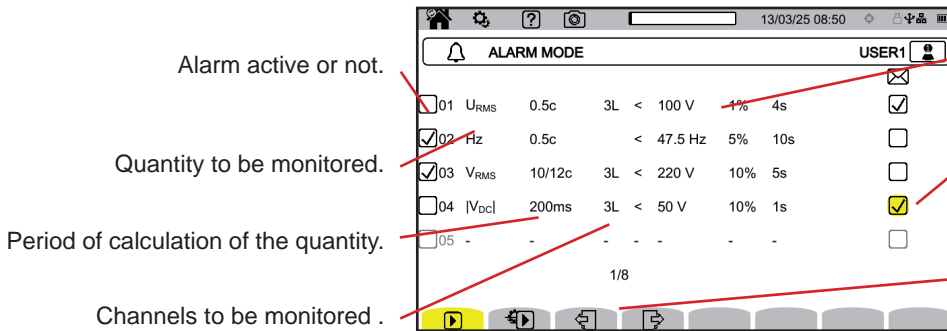 13/03/25 08:50
ALARM MODE USER1
Alarm active or not.
01 URMS 0.5c 3L < 100 V 1% 4s
02 Hz 0.5c < 47.5 Hz 5% 10s
Quantity to be monitored.
03 VRMS 10/12c 3L < 220 V 10% 5s
04 |VDC| 200ms 3L < 50 V 10% 1s
Period of calculation of the quantity.
05 - - - - - - -
1/8
Channels to be monitored .